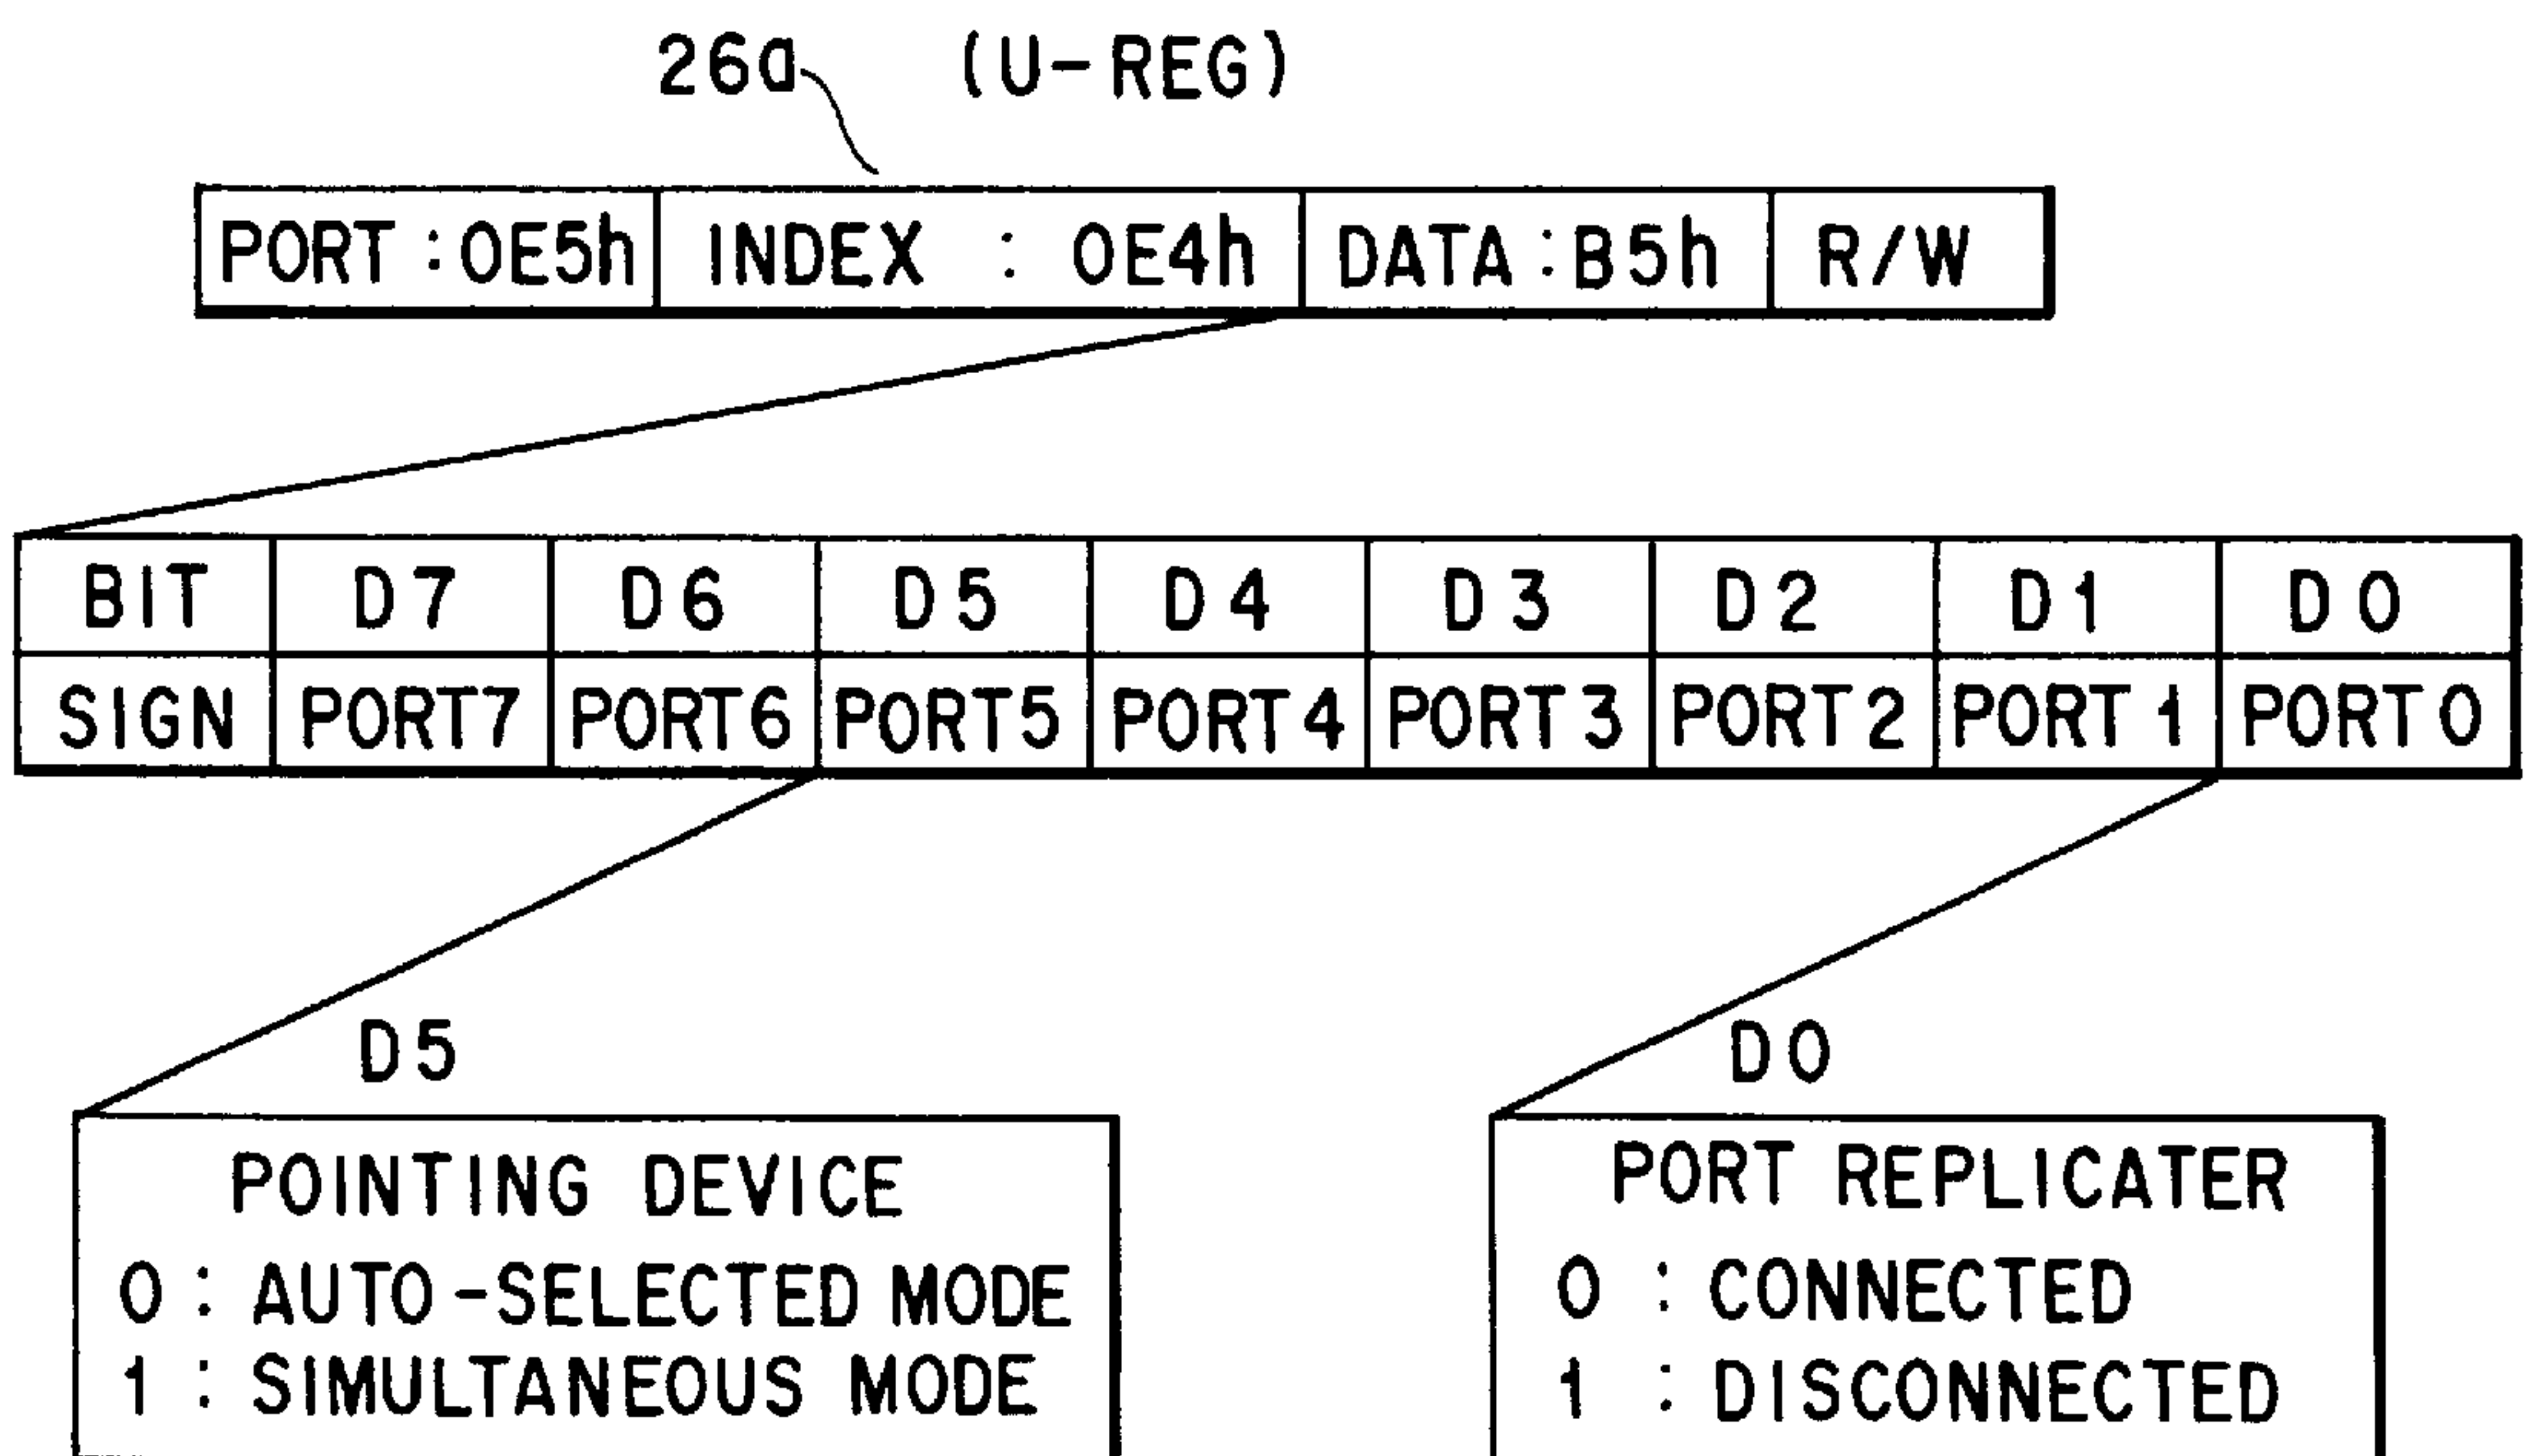 26a (U-REG)
PORT :0E5h INDEX : 0E4h DATA :B5h R/W
BIT D7 D6 D5 D4 D3 D2 D1 D0
SIGN PORT7 PORT6 PORT5 PORT4 PORT3 PORT2 PORT1 PORT0
D5 D0
POINTING DEVICE
0 : AUTO-SELECTED MODE
1 : SIMULTANEOUS MODE
PORT REPLICATER
0 : CONNECTED
1 : DISCONNECTED